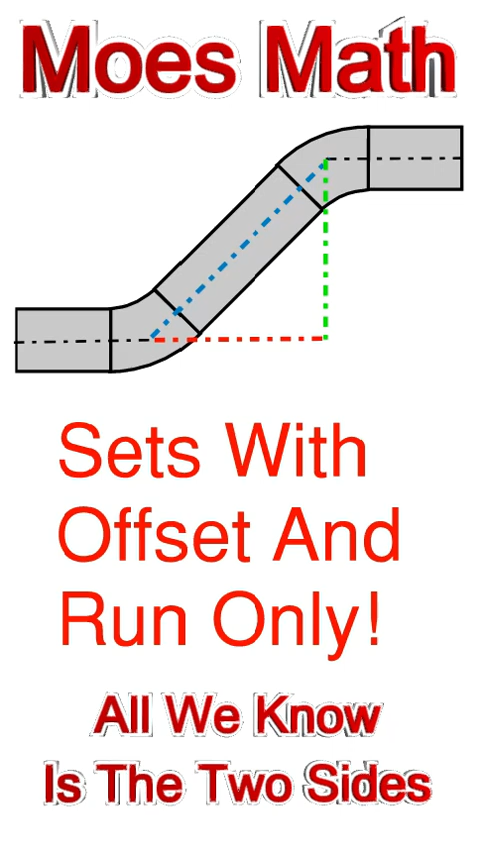 Moes Math
Sets With
Offset And
Run Only!
All We Know
Is The Two Sides